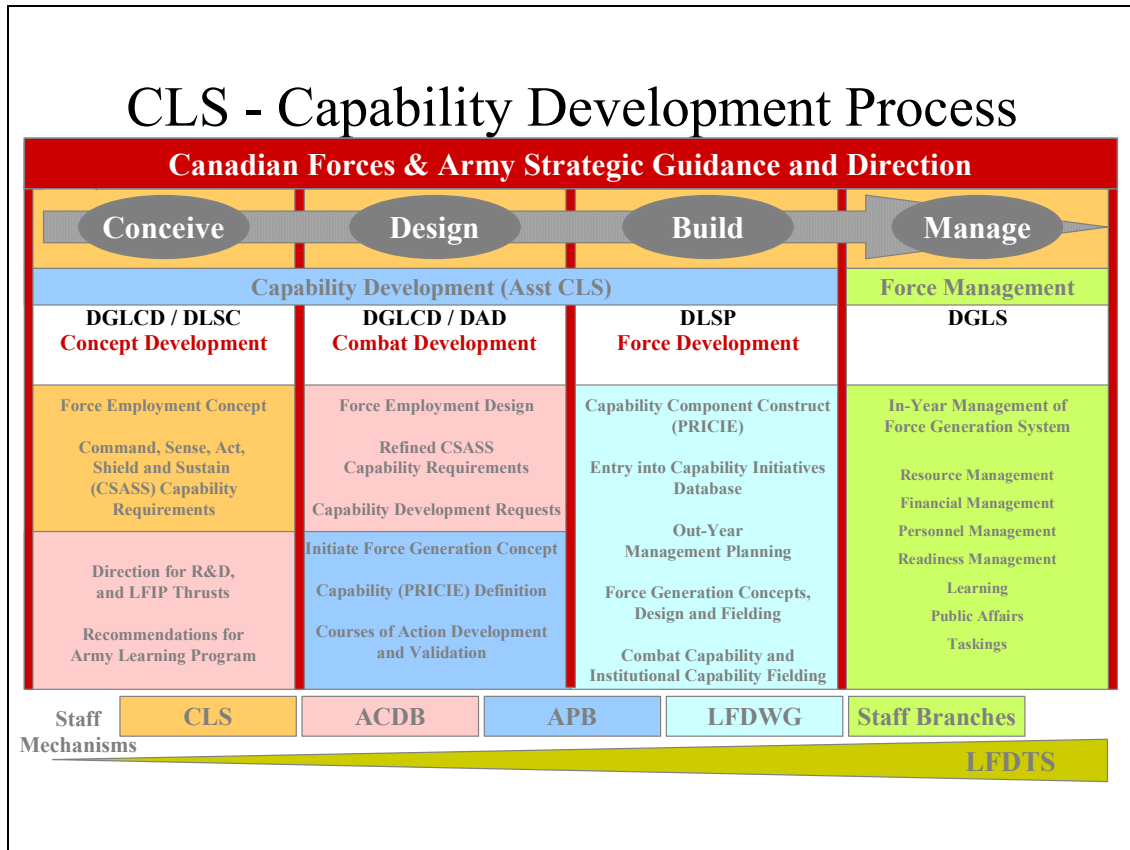 CLS - Capability Development Process
Canadian Forces & Army Strategic Guidance and Direction
Conceive
Design
Build
Manage
Capability Development (Asst CLS)
Force Management
DGLCD / DLSC
Concept Development
DGLCD / DAD
Combat Development
DLSP
Force Development
DGLS
Force Employment Concept
Command, Sense, Act,
Shield and Sustain
(CSASS) Capability
Requirements
Direction for R&D,
and LFIP Thrusts
Recommendations for
Army Learning Program
Force Employment Design
Refined CSASS
Capability Requirements
Capability Development Requests
Initiate Force Generation Concept
Capability (PRICIE) Definition
Courses of Action Development
and Validation
Capability Component Construct
(PRICIE)
Entry into Capability Initiatives
Database
Out-Year
Management Planning
Force Generation Concepts,
Design and Fielding
Combat Capability and
Institutional Capability Fielding
In-Year Management of
Force Generation System
Resource Management
Financial Management
Personnel Management
Readiness Management
Learning
Public Affairs
Taskings
Staff
Mechanisms
CLS
ACDB
APB
LFDWG
Staff Branches
LFDTS